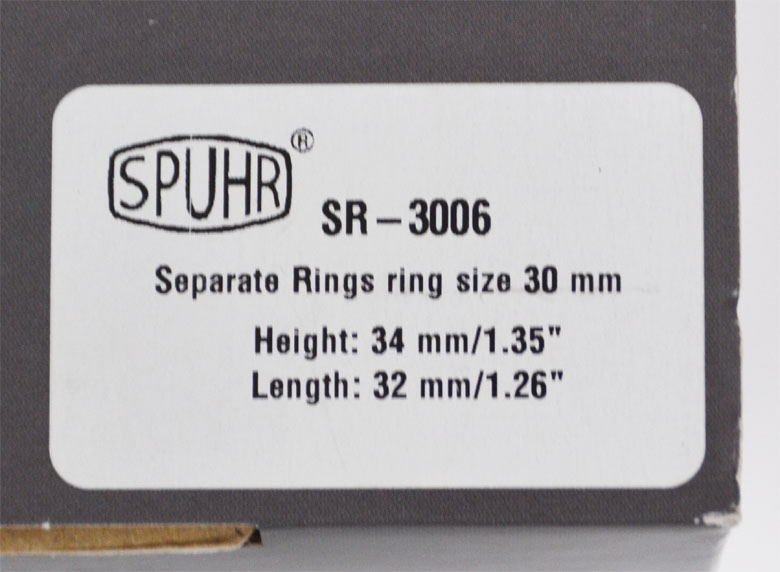 SPUHR®
SR–3006
Separate Rings ring size 30 mm
Height: 34 mm/1.35"
Length: 32 mm/1.26"